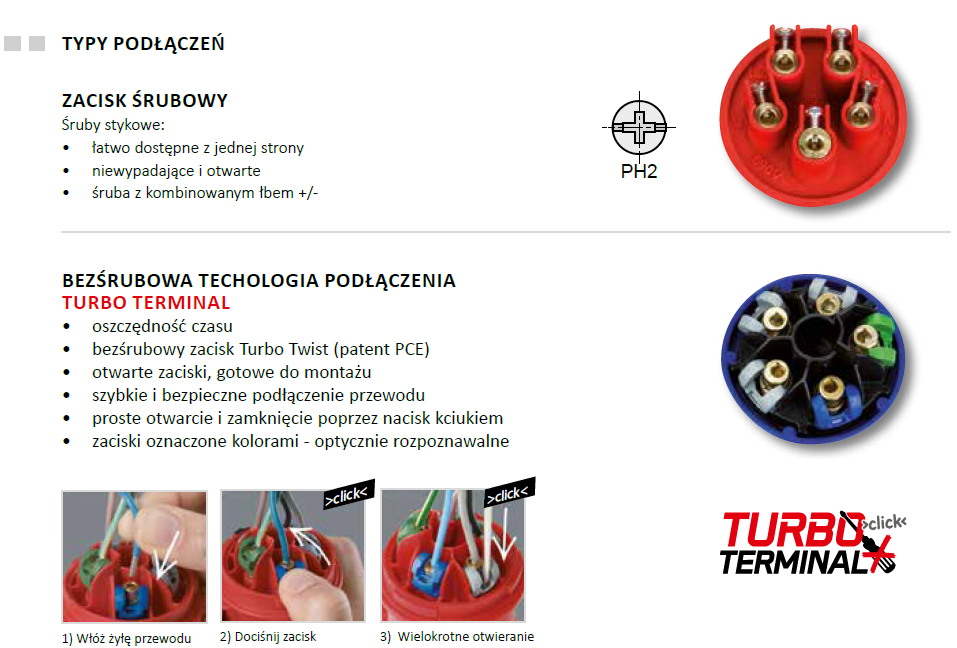 TYPY PODŁĄCZEŃ
ZACISK ŚRUBOWY
Śruby stykowe:
• łatwo dostępne z jednej strony
• niewypadające i otwarte
• śruba z kombinowanym łbem +/-
PH2
BEZŚRUBOWA TECHOLOGIA PODŁĄCZENIA
TURBO TERMINAL
• oszczędność czasu
• bezśrubowy zacisk Turbo Twist (patent PCE)
• otwarte zaciski, gotowe do montażu
• szybkie i bezpieczne podłączenie przewodu
• proste otwarcie i zamknięcie poprzez nacisk kciukiem
• zaciski oznaczone kolorami - optycznie rozpoznawalne
>click<
>click<
TURBO >click<
TERMINAL
1) Włóż żyłę przewodu
2) Dociśnij zacisk
3) Wielokrotne otwieranie